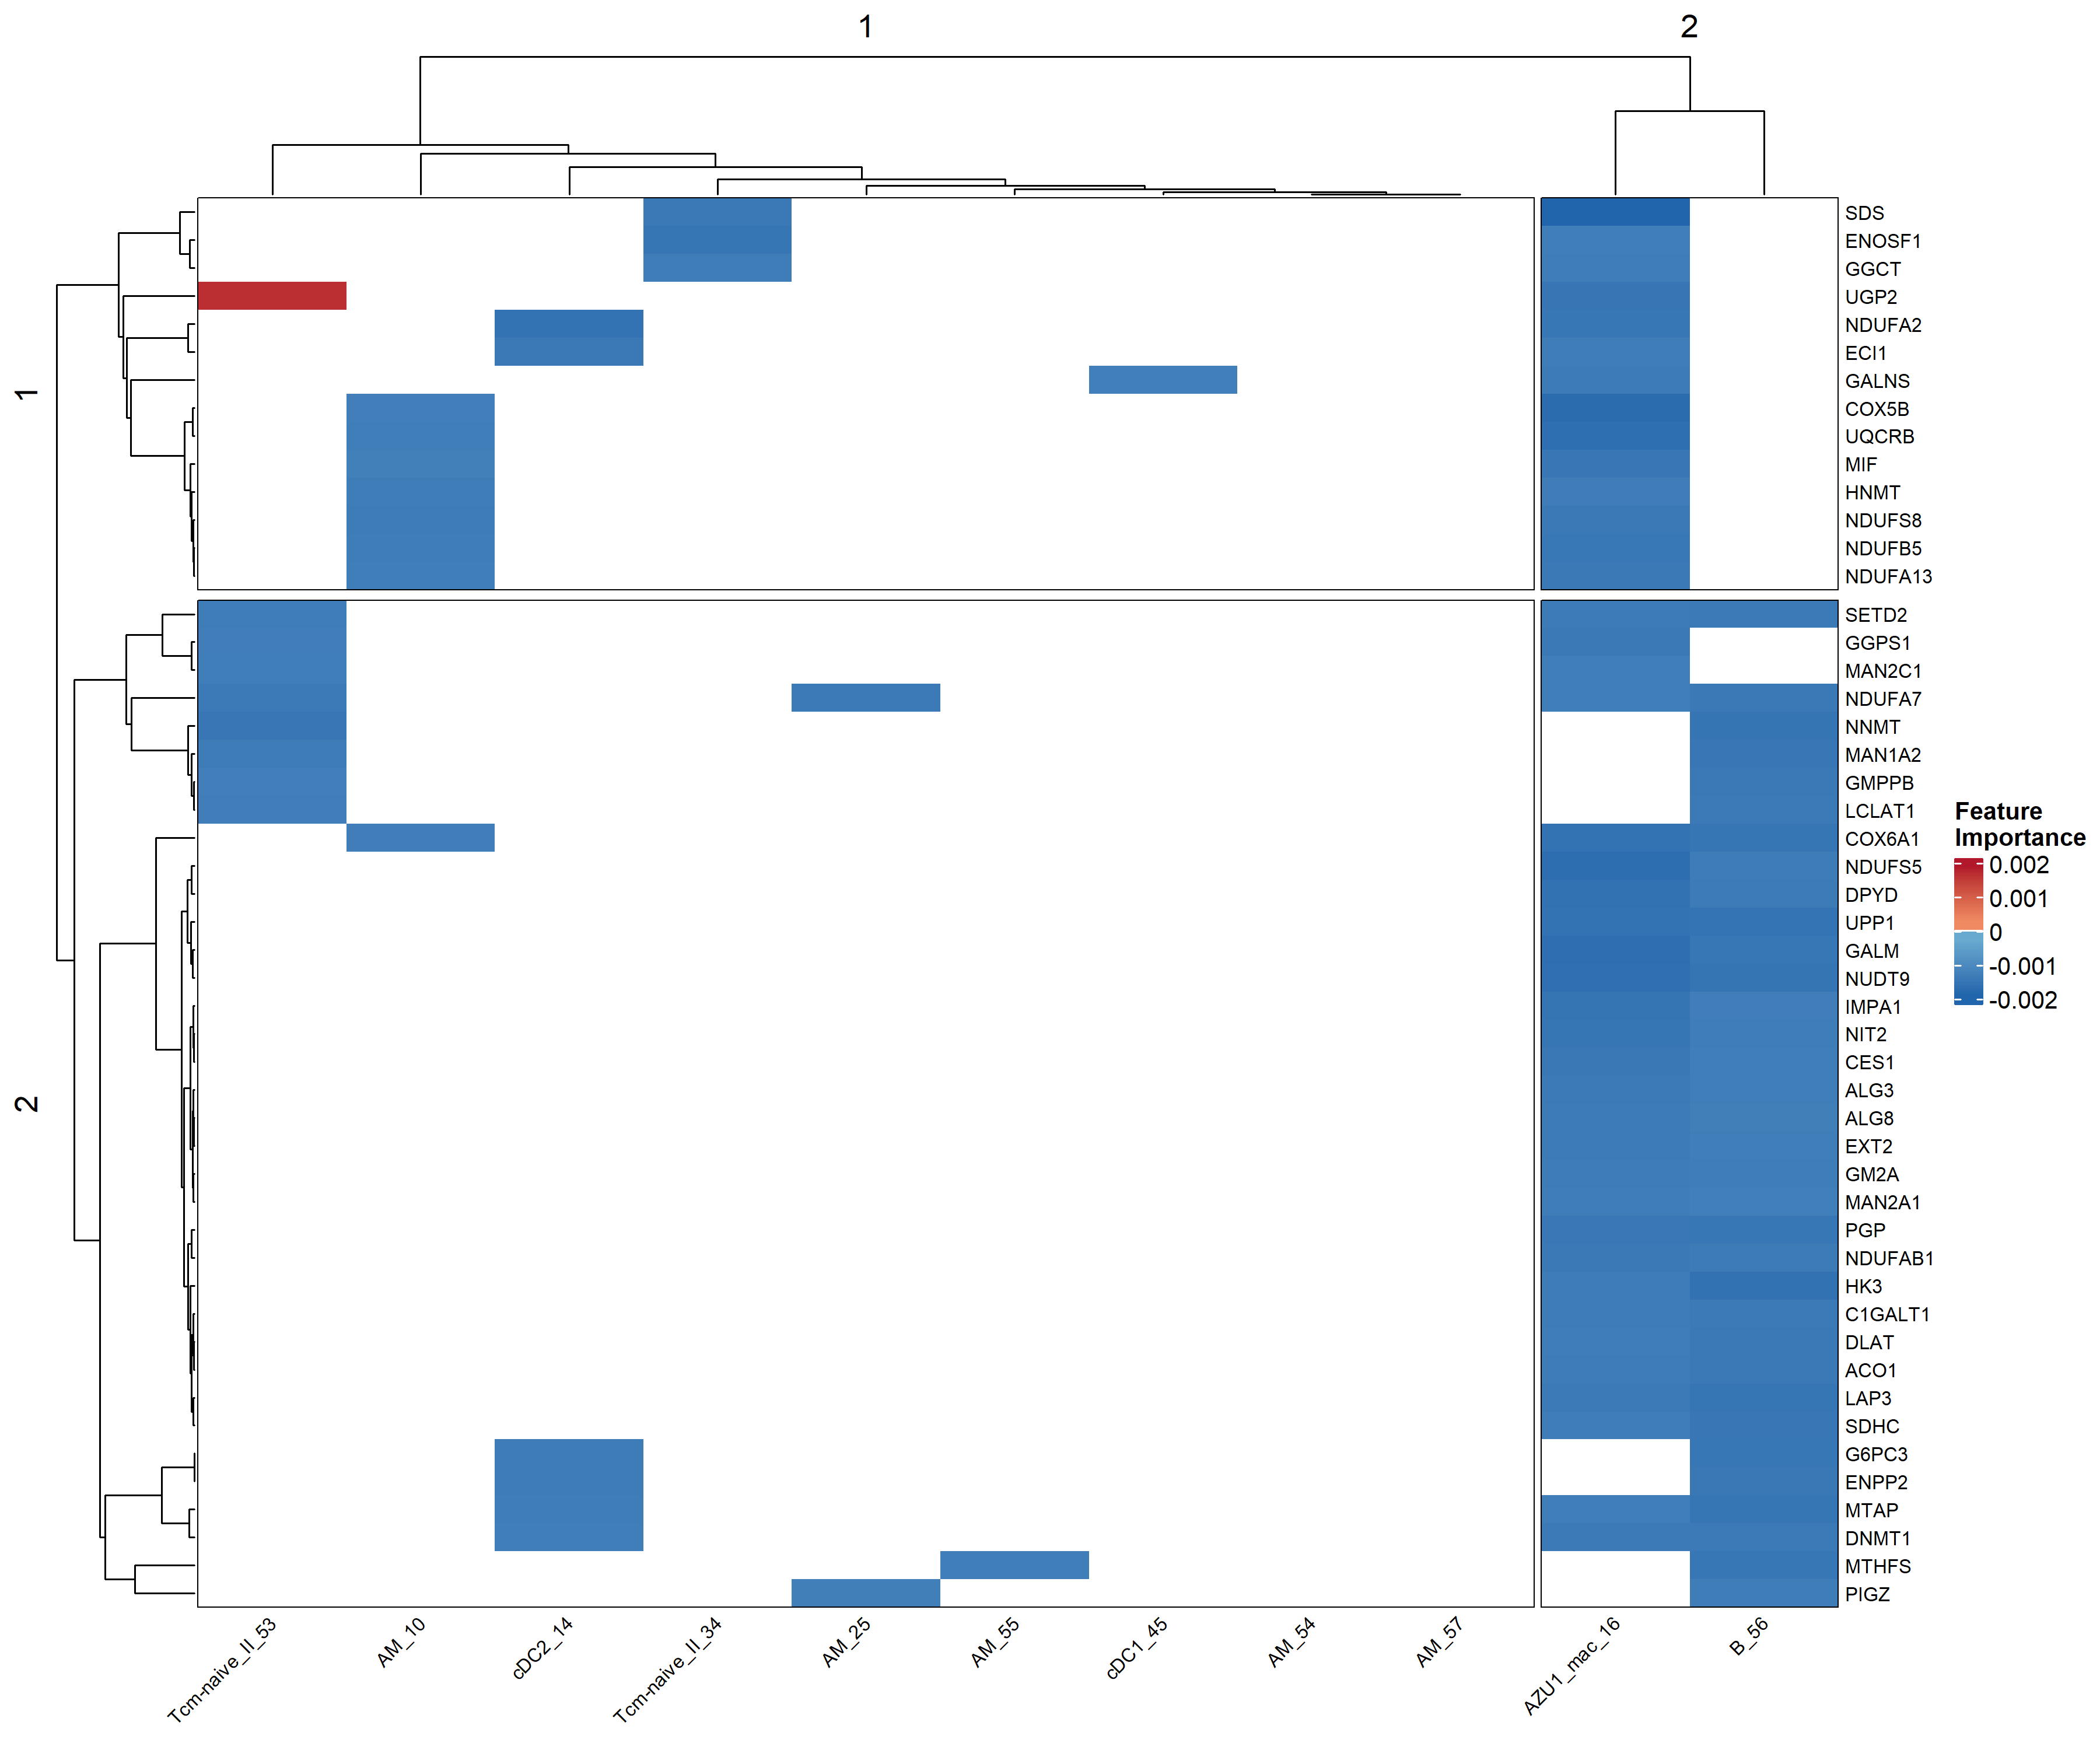 1
2
1
2
SDS
ENOSF1
GGCT
UGP2
NDUFA2
ECI1
GALNS
COX5B
UQCRB
MIF
HNMT
NDUFS8
NDUFB5
NDUFA13
SETD2
GGPS1
MAN2C1
NDUFA7
NNMT
MAN1A2
GMPPB
LCLAT1
COX6A1
NDUFS5
DPYD
UPP1
GALM
NUDT9
IMPA1
NIT2
CES1
ALG3
ALG8
EXT2
GM2A
MAN2A1
PGP
NDUFAB1
HK3
C1GALT1
DLAT
ACO1
LAP3
SDHC
G6PC3
ENPP2
MTAP
DNMT1
MTHFS
PIGZ
Feature
Importance
0.002
0.001
0
-0.001
-0.002
Tcm-naive_II_53
AM_10
cDC2_14
Tcm-naive_II_34
AM_25
AM_55
cDC1_45
AM_54
AM_57
AZU1_mac_16
B_56